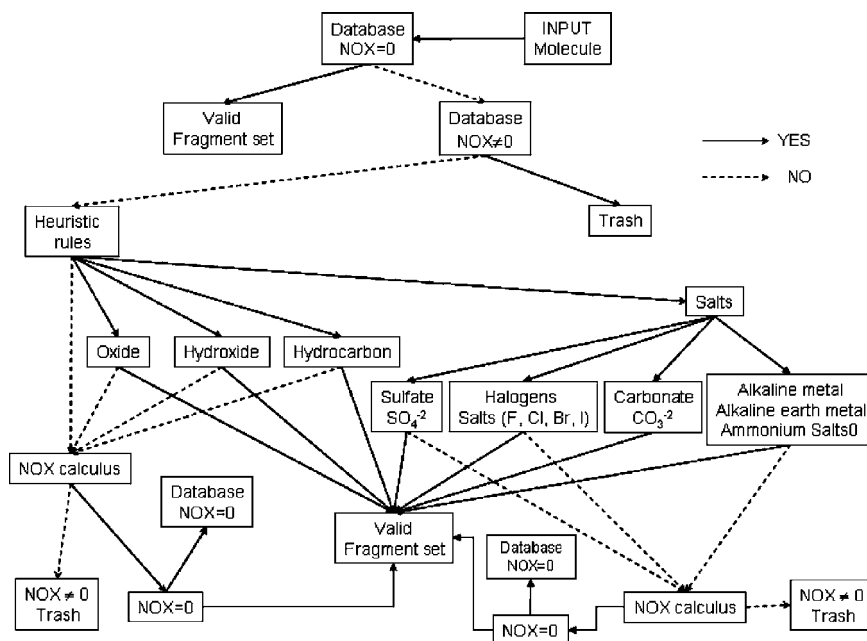 Database
NOX=0
INPUT
Molecule
Valid
Fragment set
Database
NOX≠0
YES
NO
Trash
Heuristic
rules
Salts
Oxide
Hydroxide
Hydrocarbon
Sulfate
SO₄⁻²
Halogens
Salts (F, Cl, Br, I)
Carbonate
CO₃⁻²
Alkaline metal
Alkaline earth metal
Ammonium Salts0
NOX calculus
Database
NOX=0
Valid
Fragment set
Database
NOX=0
NOX ≠ 0
Trash
NOX=0
NOX=0
NOX calculus
NOX ≠ 0
Trash